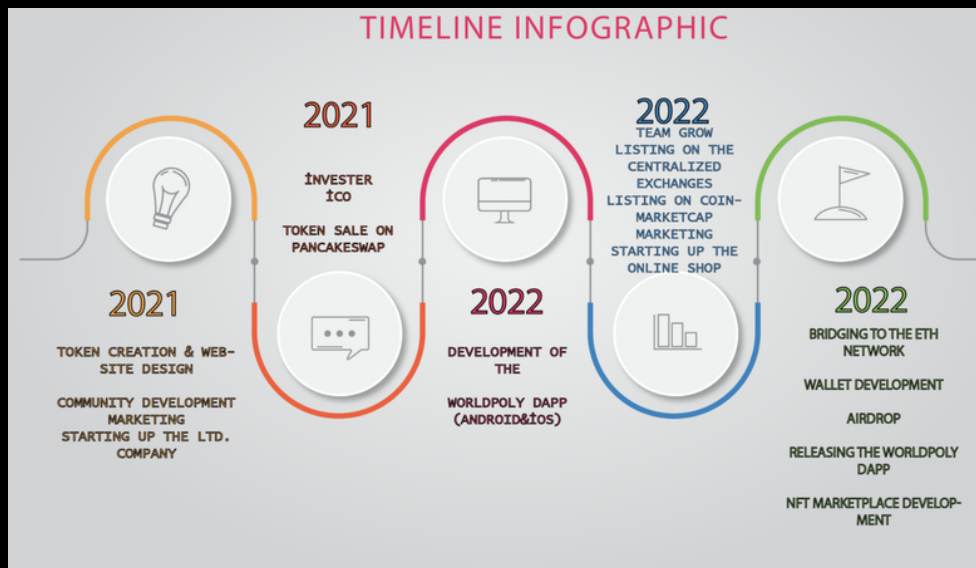 TIMELINE INFOGRAPHIC
2021
TOKEN CREATION & WEB-
SITE DESIGN
COMMUNITY DEVELOPMENT
MARKETING
STARTING UP THE LTD.
COMPANY
2021
İNVESTER
İCO
TOKEN SALE ON
PANCAKESWAP
2022
DEVELOPMENT OF
THE
WORLDPOLY DAPP
(ANDROID&İOS)
2022
TEAM GROW
LISTING ON THE
CENTRALIZED
EXCHANGES
LISTING ON COIN-
MARKETCAP
MARKETING
STARTING UP THE
ONLINE SHOP
2022
BRIDGING TO THE ETH
NETWORK
WALLET DEVELOPMENT
AIRDROP
RELEASING THE WORLDPOLY
DAPP
NFT MARKETPLACE DEVELOP-
MENT